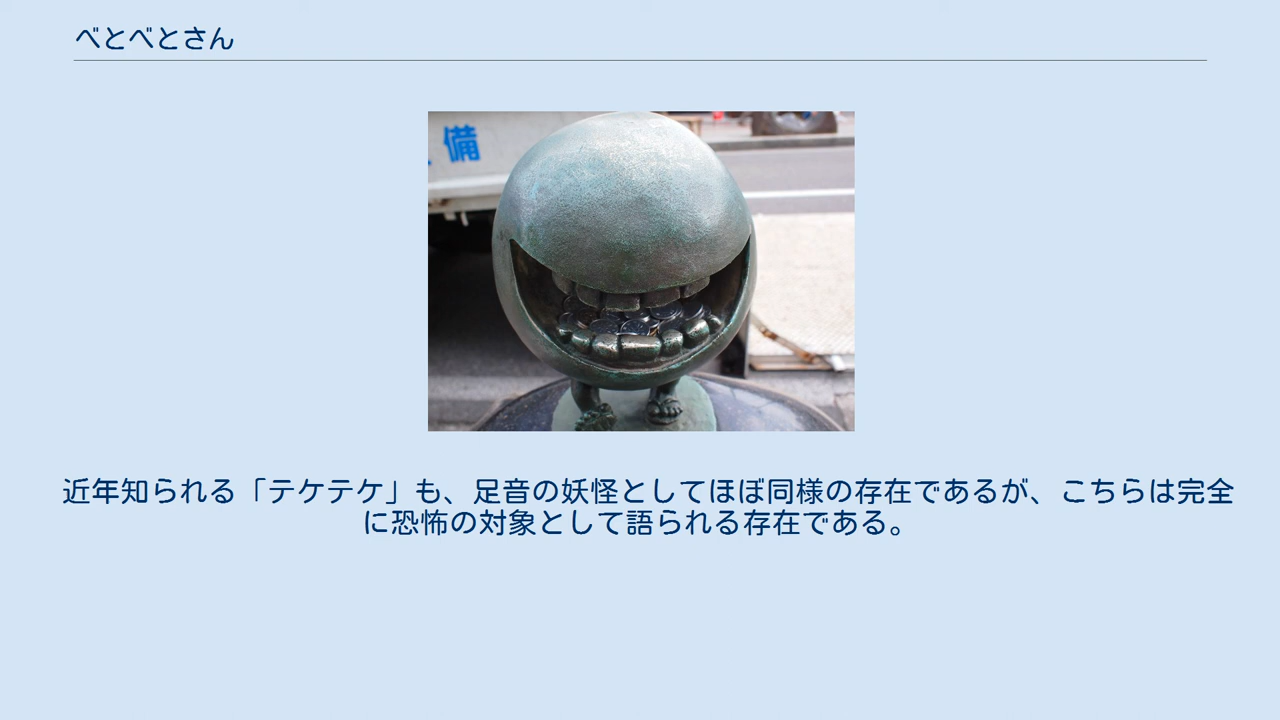 べとべとさん
備
近年知られる「テケテケ」も、足音の妖怪としてほぼ同様の存在であるが、こちらは完全
に恐怖の対象として語られる存在である。